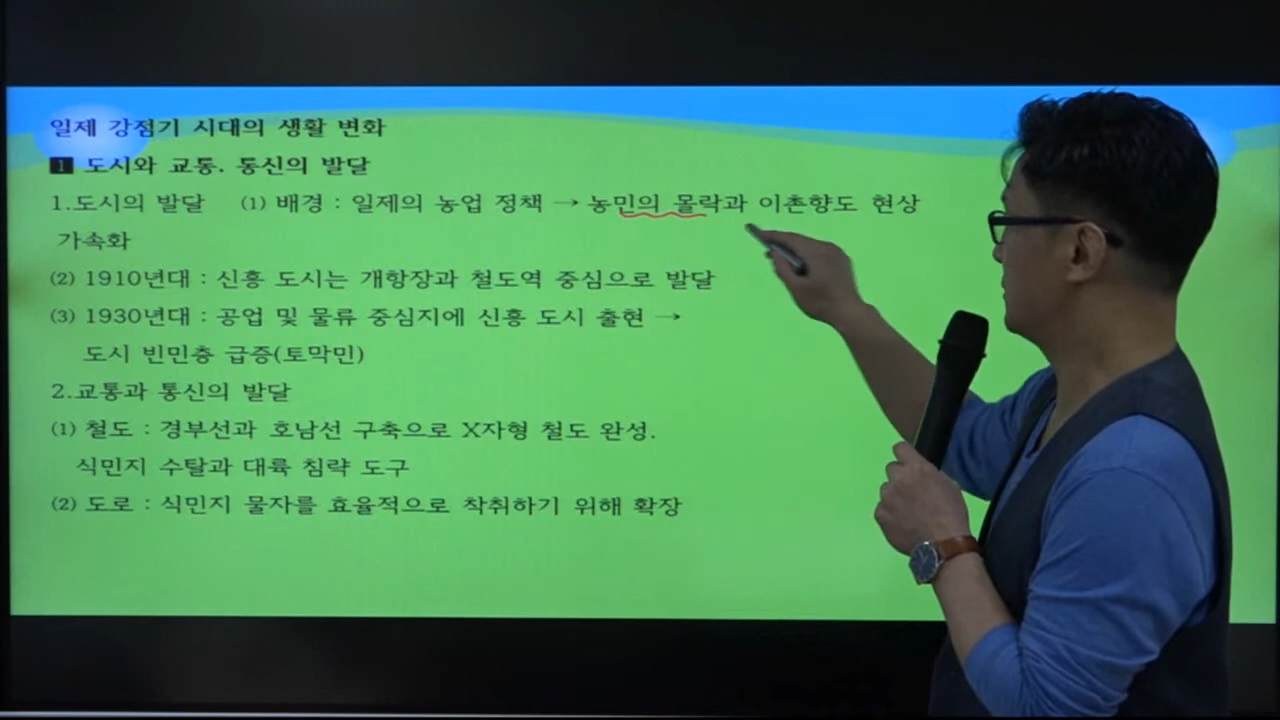 일제 강점기 시대의 생활 변화
1 도시와 교통. 통신의 발달
1.도시의 발달 (1) 배경 : 일제의 농업 정책 → 농민의 몰락과 이촌향도 현상
가속화
(2) 1910년대 : 신흥 도시는 개항장과 철도역 중심으로 발달
(3) 1930년대 : 공업 및 물류 중심지에 신흥 도시 출현 →
도시 빈민층 급증(토막민)
2.교통과 통신의 발달
(1) 철도 : 경부선과 호남선 구축으로 X자형 철도 완성.
식민지 수탈과 대륙 침략 도구
(2) 도로 : 식민지 물자를 효율적으로 착취하기 위해 확장